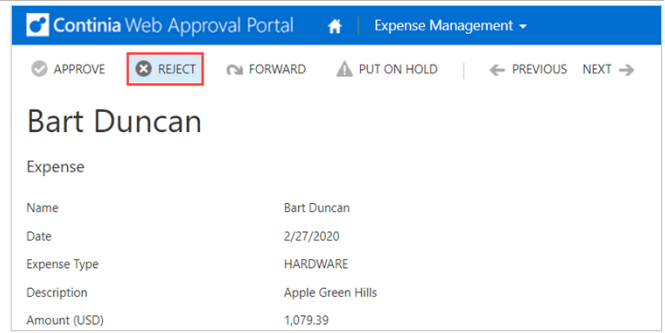 Continia Web Approval Portal Expense Management
APPROVE REJECT FORWARD PUT ON HOLD PREVIOUS NEXT
Bart Duncan
Expense
Name Bart Duncan
Date 2/27/2020
Expense Type HARDWARE
Description Apple Green Hills
Amount (USD) 1,079.39